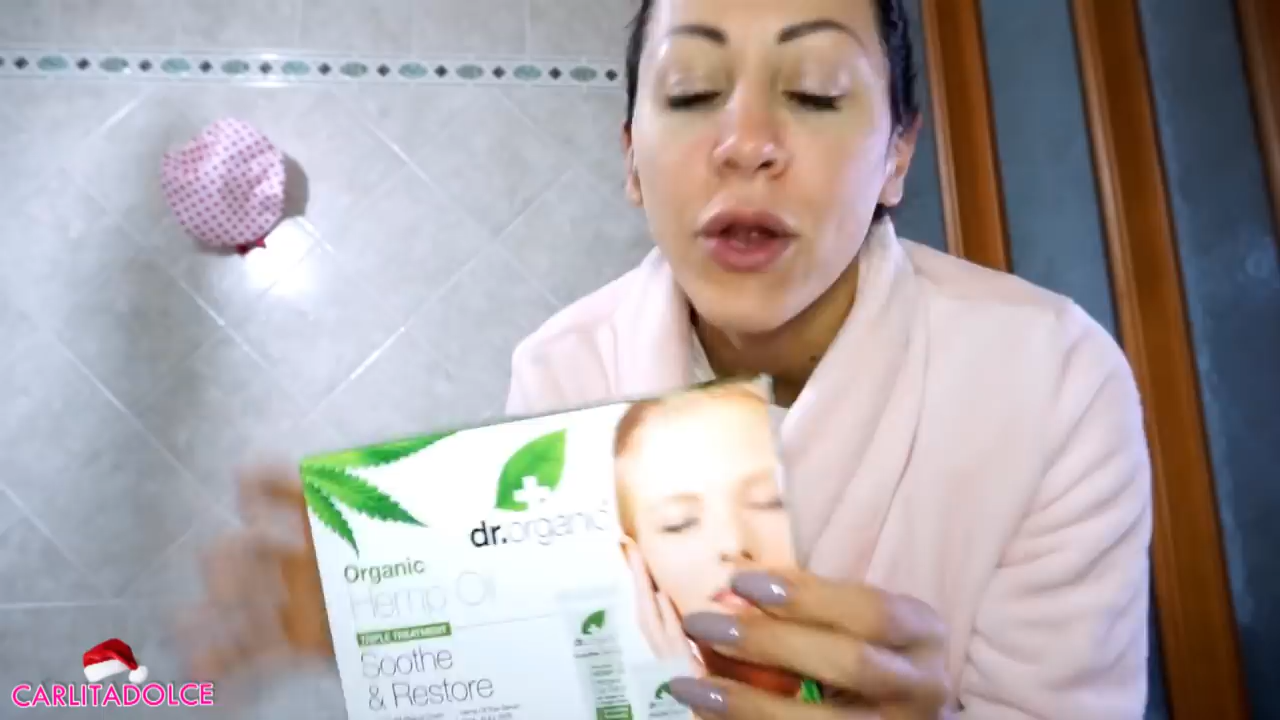 dr.organic
Organic
Hemp Oil
TRIPLE TREATMENT
Soothe
& Restore
CARLITADOLCE